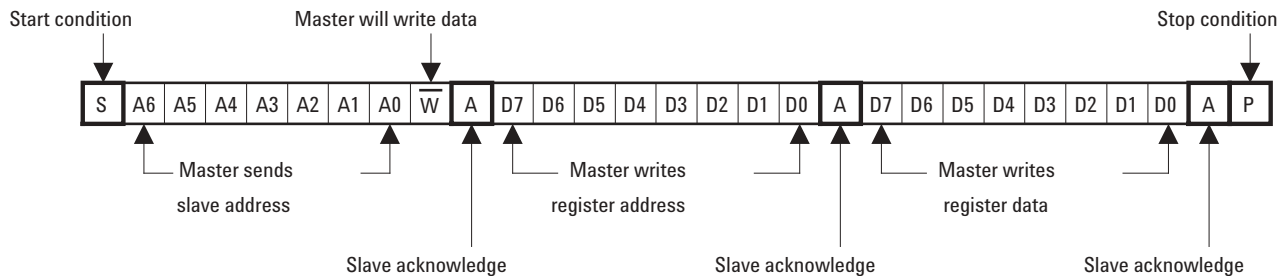 Start condition Master will write data Stop condition
S A6 A5 A4 A3 A2 A1 A0 W̅ A D7 D6 D5 D4 D3 D2 D1 D0 A D7 D6 D5 D4 D3 D2 D1 D0 A P
Master sends Master writes Master writes
slave address register address register data
Slave acknowledge Slave acknowledge Slave acknowledge